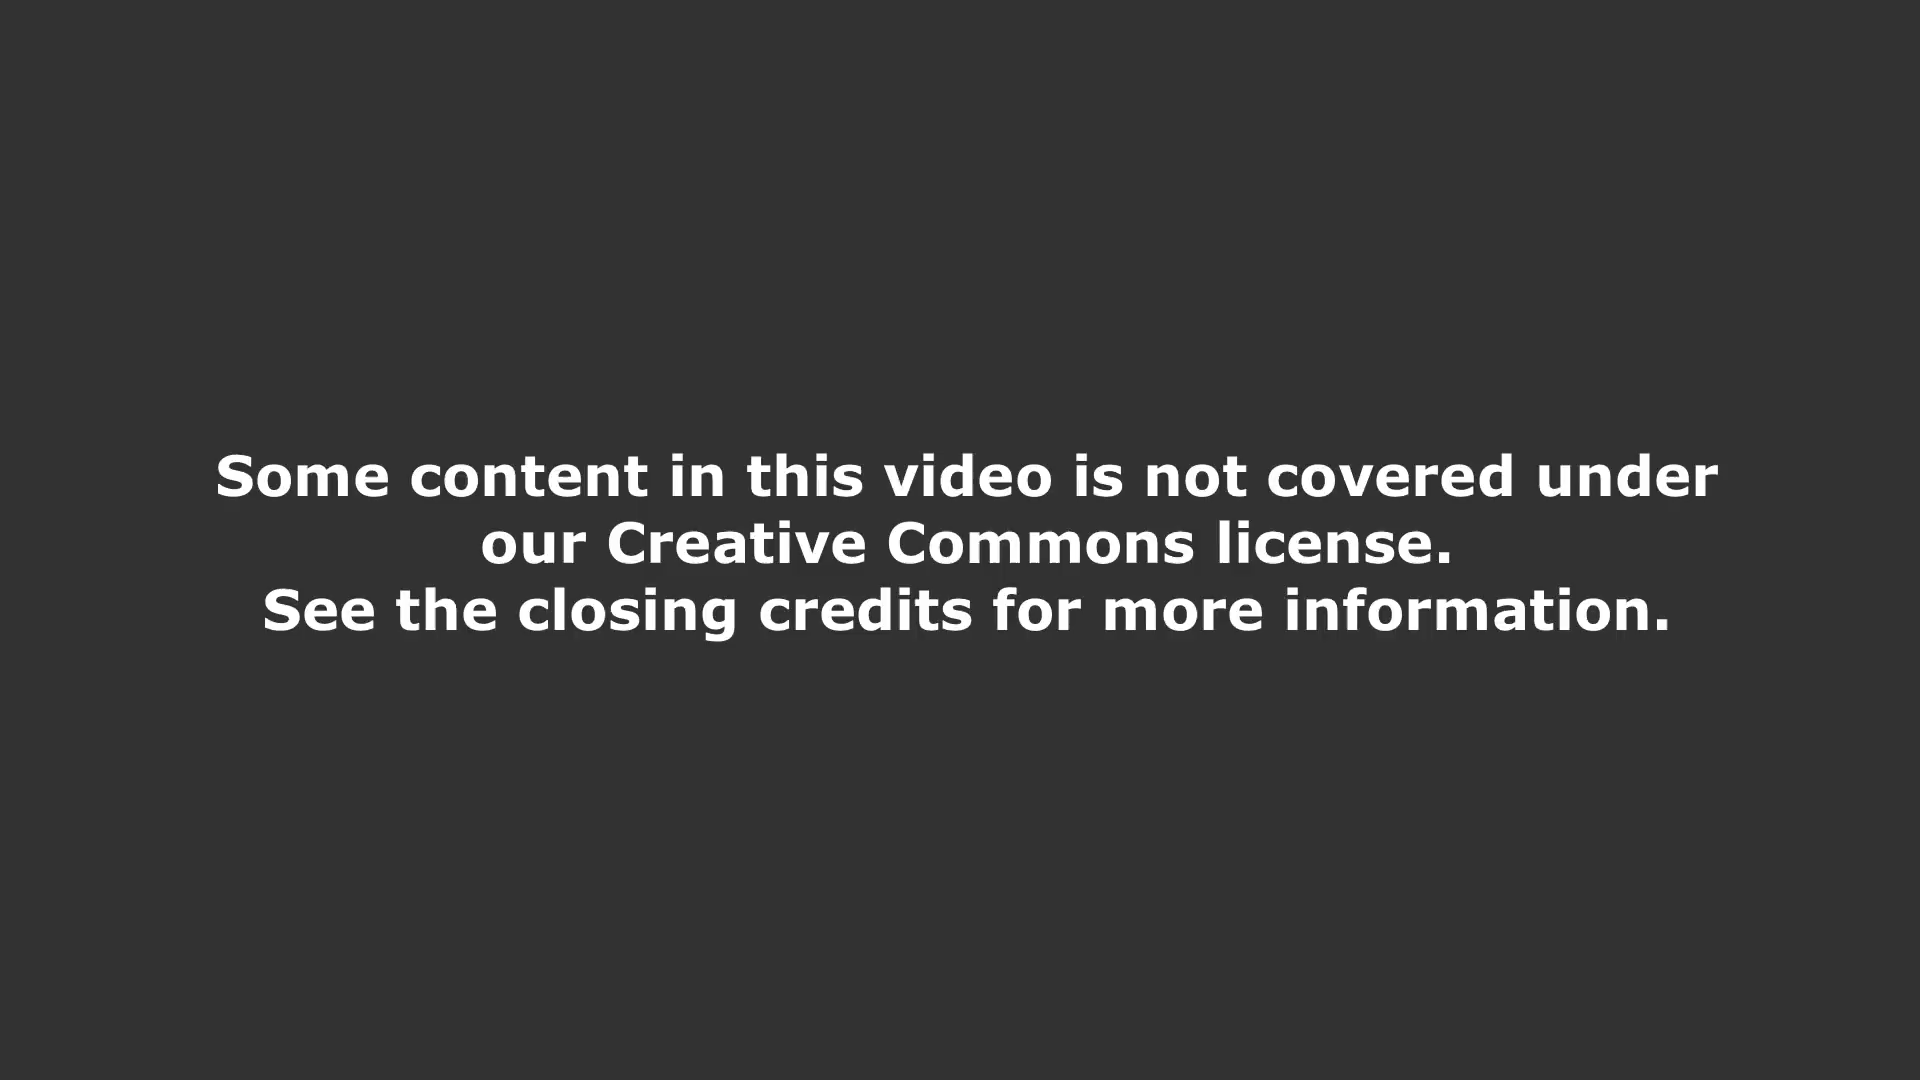 Some content in this video is not covered under
our Creative Commons license.
See the closing credits for more information.